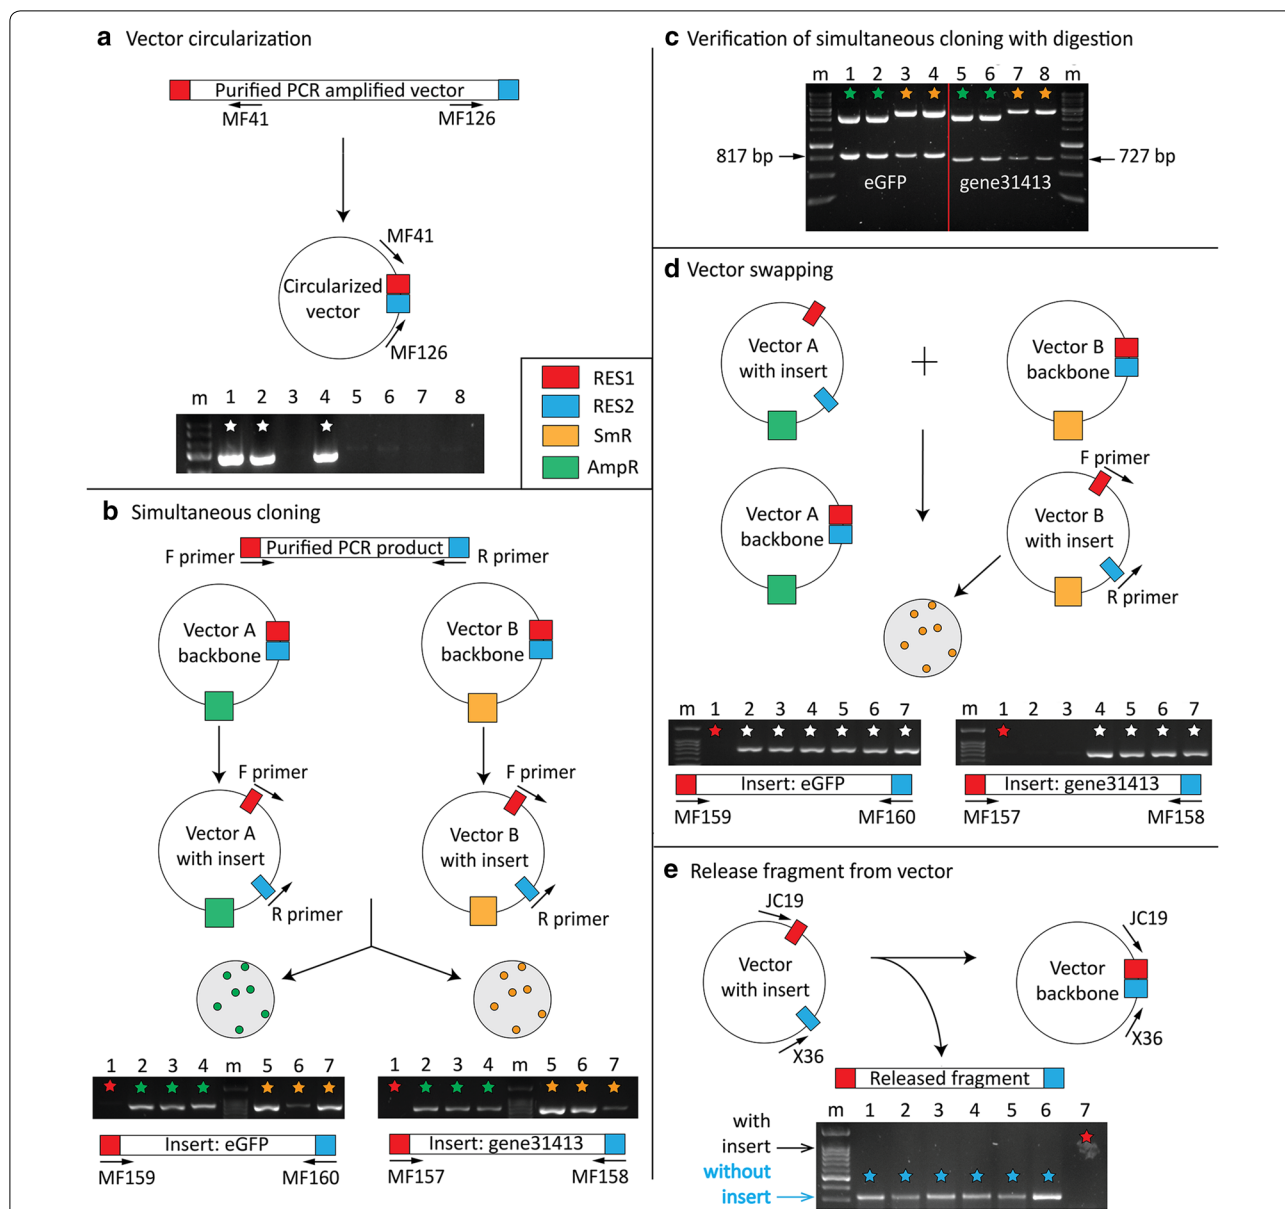 a Vector circularization
Purified PCR amplified vector
MF41
MF126
MF41
Circularized
vector
MF126
m 1 2 3 4 5 6 7 8
RES1
RES2
SmR
AmpR
b Simultaneous cloning
F primer
Purified PCR product
R primer
Vector A
backbone
Vector B
backbone
F primer
F primer
Vector A
with insert
Vector B
with insert
R primer
R primer
1 2 3 4 m 5 6 7
Insert: eGFP
MF159
MF160
1 2 3 4 m 5 6 7
Insert: gene31413
MF157
MF158
c Verification of simultaneous cloning with digestion
m 1 2 3 4 5 6 7 8 m
817 bp
727 bp
eGFP
gene31413
d Vector swapping
Vector A
with insert
+
Vector B
backbone
F primer
Vector A
backbone
Vector B
with insert
R primer
m 1 2 3 4 5 6 7
Insert: eGFP
MF159
MF160
m 1 2 3 4 5 6 7
Insert: gene31413
MF157
MF158
e Release fragment from vector
JC19
JC19
Vector
with insert
Vector
backbone
X36
X36
Released fragment
m 1 2 3 4 5 6 7
with
insert
without
insert